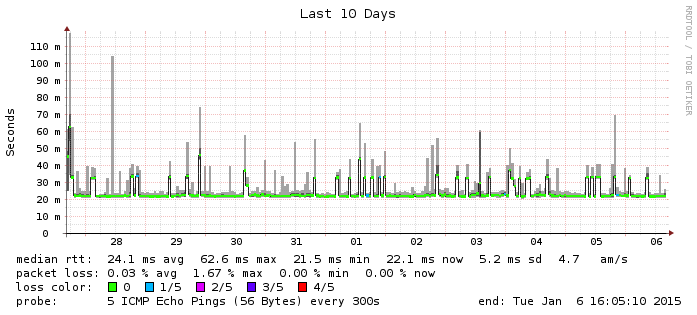 Last 10 Days
RRDTOOL / TOBI OETIKER
Seconds
110 m
100 m
90 m
80 m
70 m
60 m
50 m
40 m
30 m
20 m
10 m
0
28 29 30 31 01 02 03 04 05 06
median rtt: 24.1 ms avg 62.6 ms max 21.5 ms min 22.1 ms now 5.2 ms sd 4.7 am/s
packet loss: 0.03 % avg 1.67 % max 0.00 % min 0.00 % now
loss color: 0 1/5 2/5 3/5 4/5
probe: 5 ICMP Echo Pings (56 Bytes) every 300s end: Tue Jan 6 16:05:10 2015